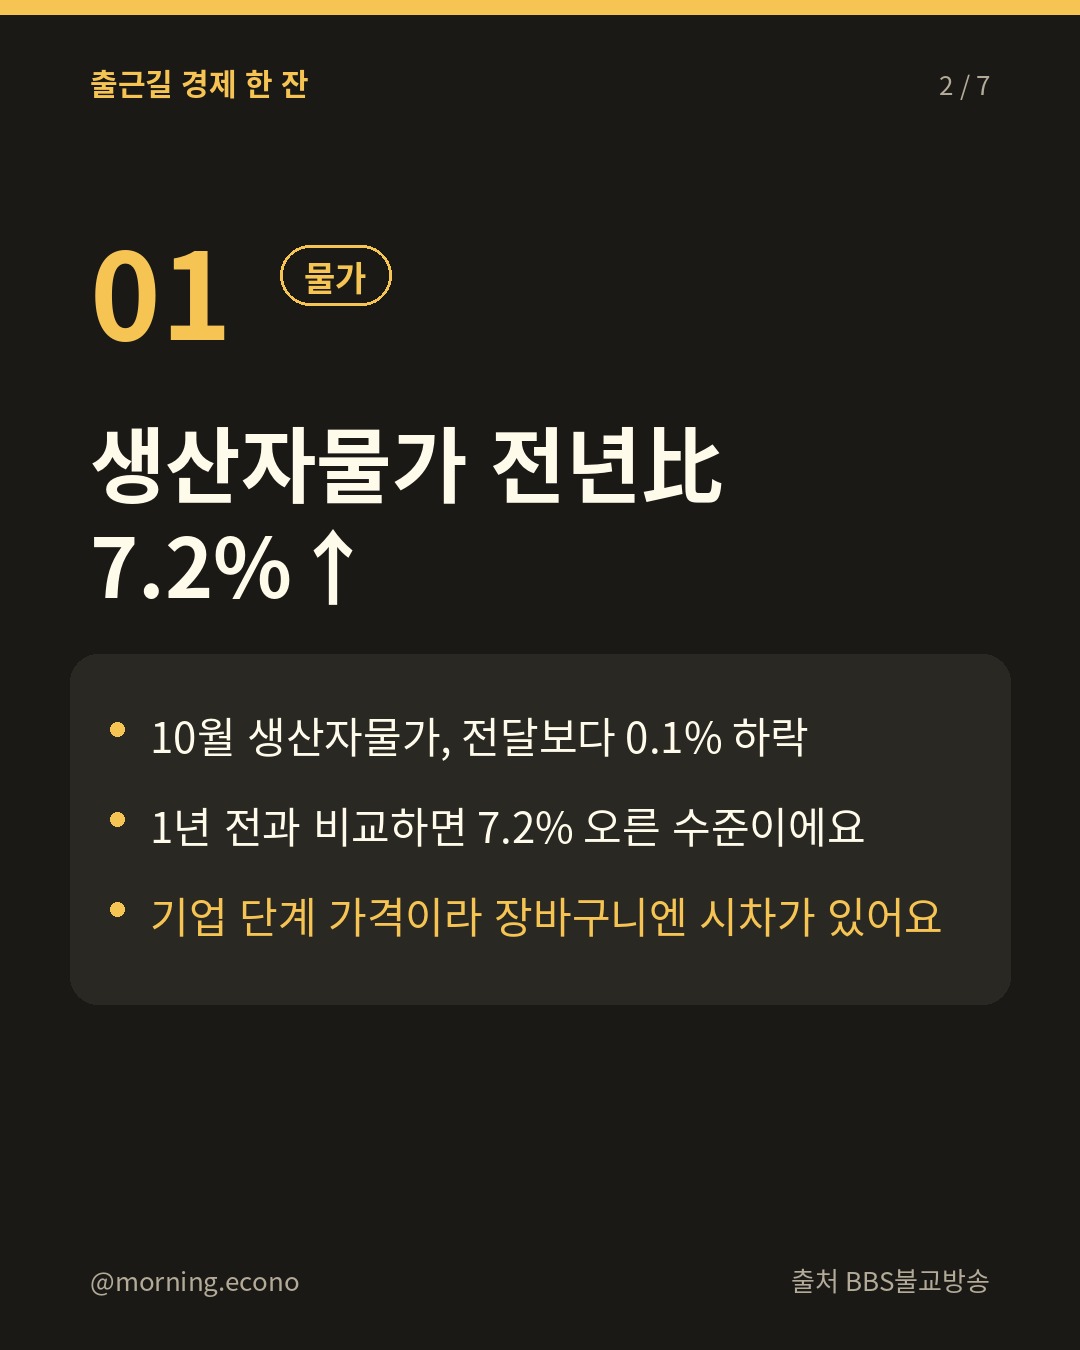 출근길 경제 한 잔
2 / 7
01
물가
생산자물가 전년比
7.2%↑
10월 생산자물가, 전달보다 0.1% 하락
1년 전과 비교하면 7.2% 오른 수준이에요
기업 단계 가격이라 장바구니엔 시차가 있어요
@morning.econo
출처 BBS불교방송